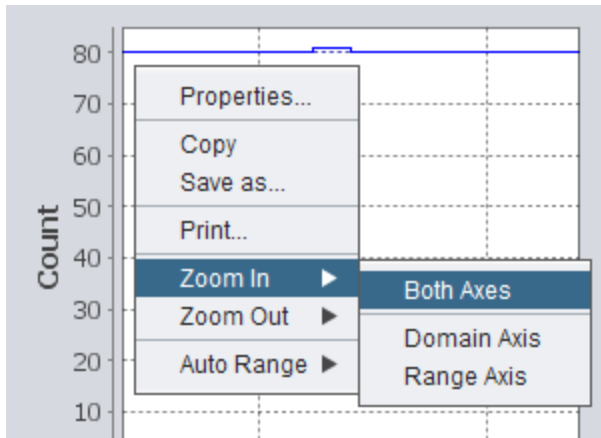 80
70
60
50
40
30
20
10
Count
Properties...
Copy
Save as...
Print...
Zoom In
Zoom Out
Auto Range
Both Axes
Domain Axis
Range Axis